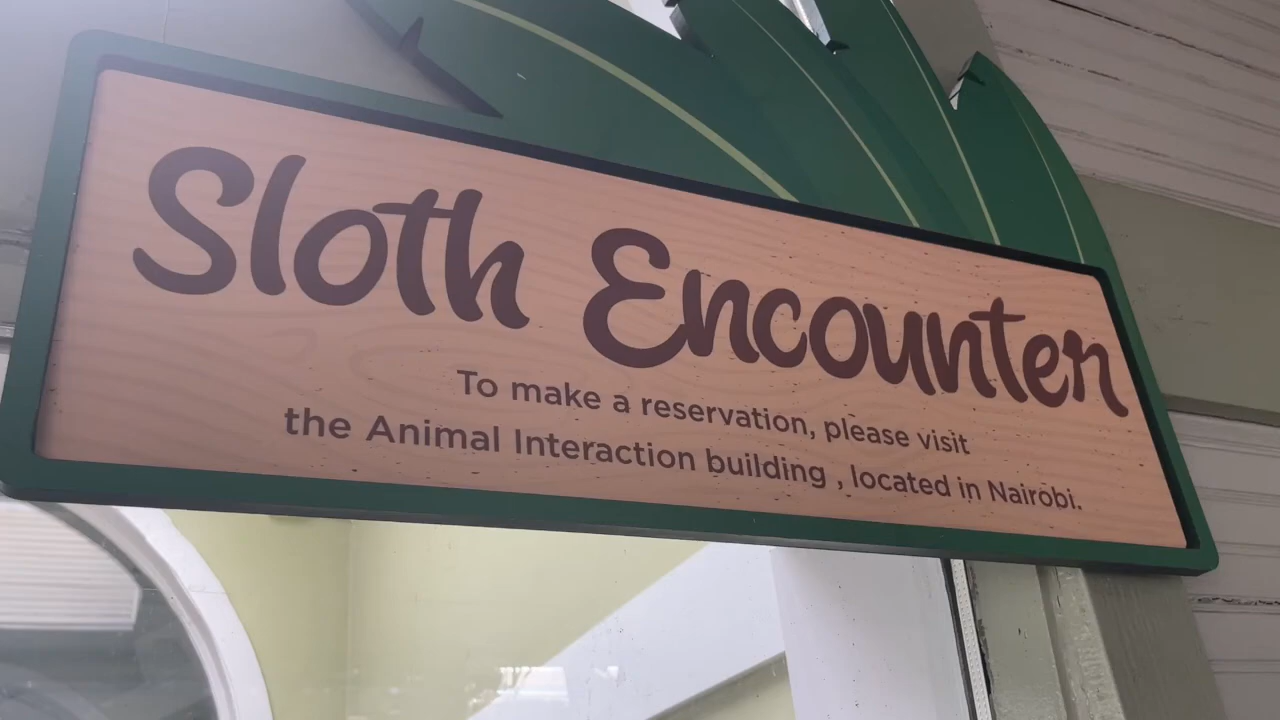 Sloth Encounter
To make a reservation, please visit
the Animal Interaction building , located in Nairobi.